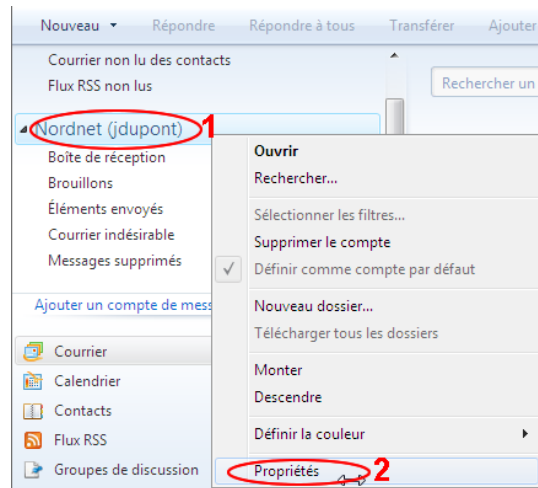 Nouveau Répondre Répondre à tous Transférer Ajouter
Courrier non lu des contacts
Flux RSS non lus
Rechercher un
Nordnet (jdupont) 1
Boîte de réception
Brouillons
Éléments envoyés
Courrier indésirable
Messages supprimés
Ajouter un compte de mess
Courrier
Calendrier
Contacts
Flux RSS
Groupes de discussion
Ouvrir
Rechercher...
Sélectionner les filtres...
Supprimer le compte
Définir comme compte par défaut
Nouveau dossier...
Télécharger tous les dossiers
Monter
Descendre
Définir la couleur
Propriétés 2